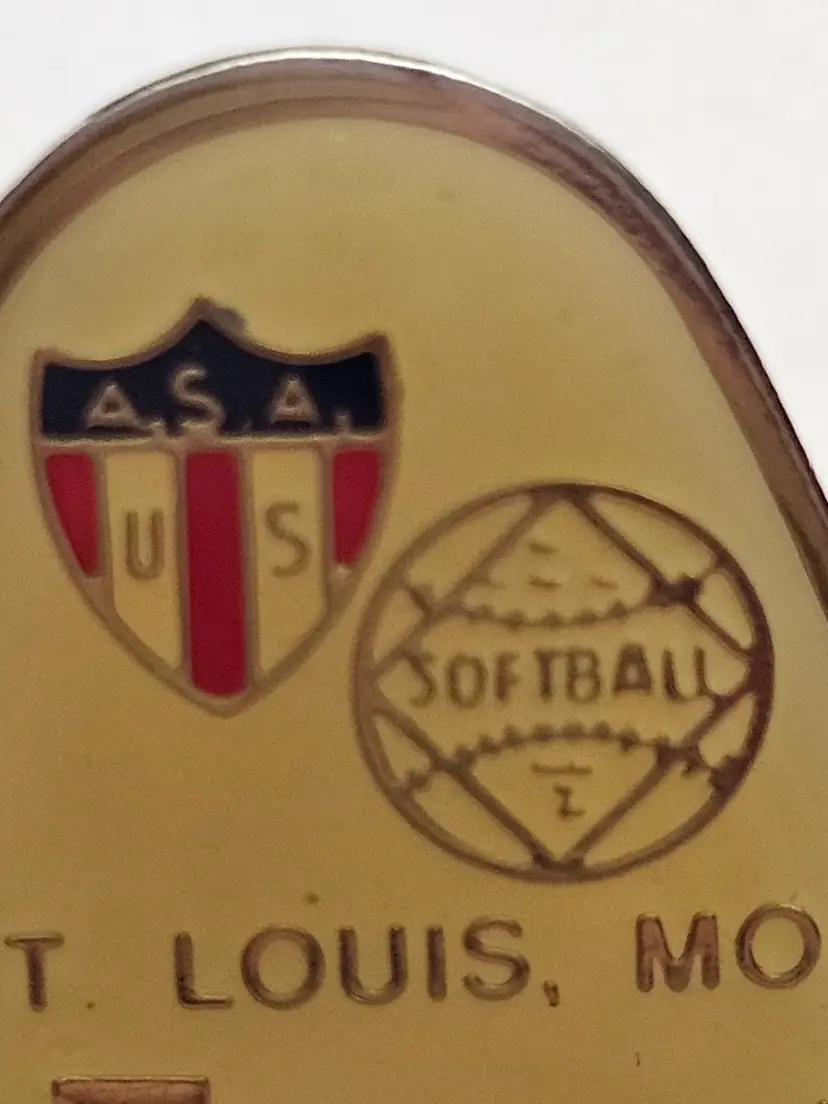 A.S.A.
U S
SOFTBALL
T. LOUIS, MO